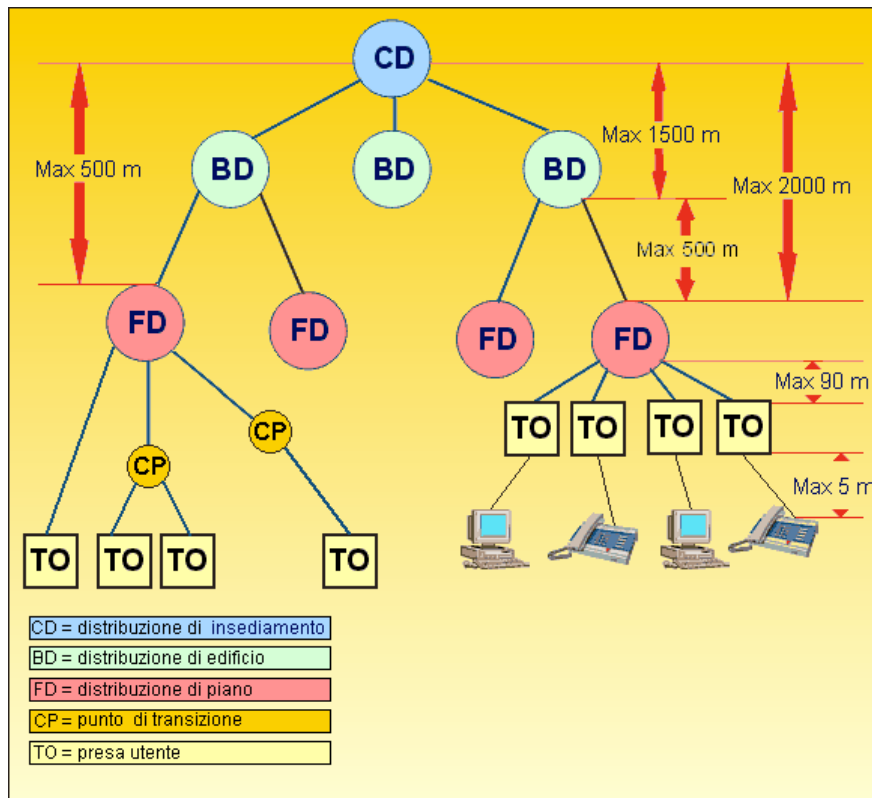 CD
BD
BD
BD
Max 1500 m
Max 500 m
Max 2000 m
Max 500 m
FD
FD
FD
FD
Max 90 m
CP
CP
TO
TO
TO
TO
Max 5 m
TO
TO
TO
TO
CD = distribuzione di insediamento
BD = distribuzione di edificio
FD = distribuzione di piano
CP = punto di transizione
TO = presa utente